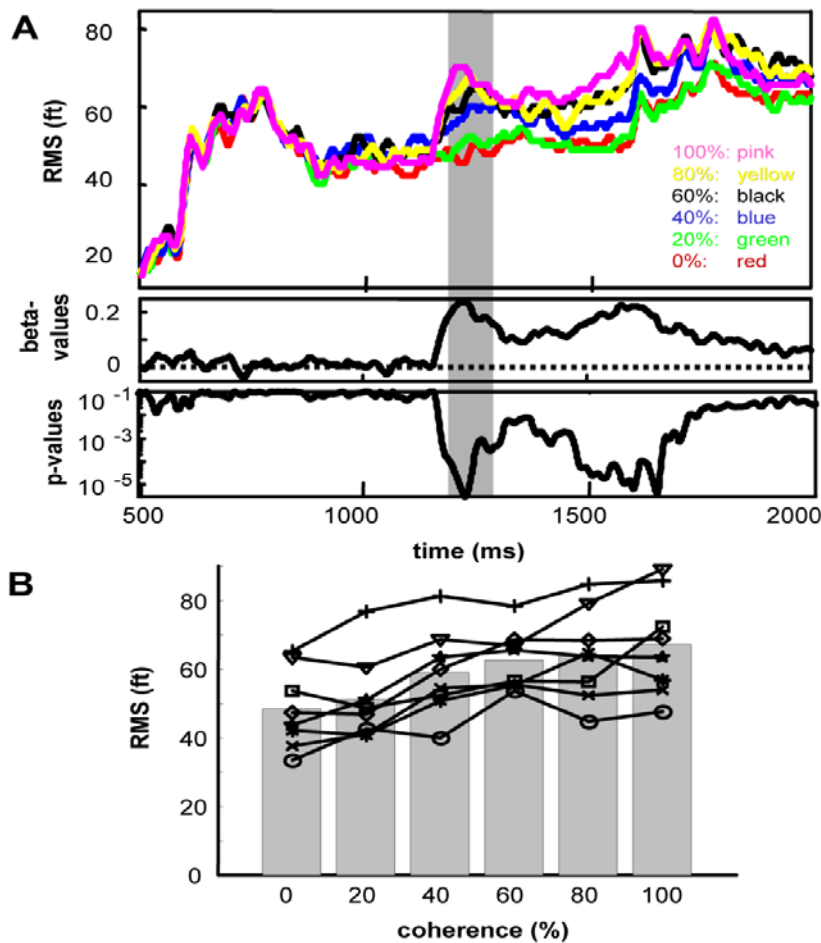 A
80
60
40
20
RMS (ft)
100%: pink
80%: yellow
60%: black
40%: blue
20%: green
0%: red
0.2
0
beta-
values
10 -1
10 -3
10 -5
p-values
500 1000 1500 2000
time (ms)
B
80
60
40
20
0
RMS (ft)
0 20 40 60 80 100
coherence (%)